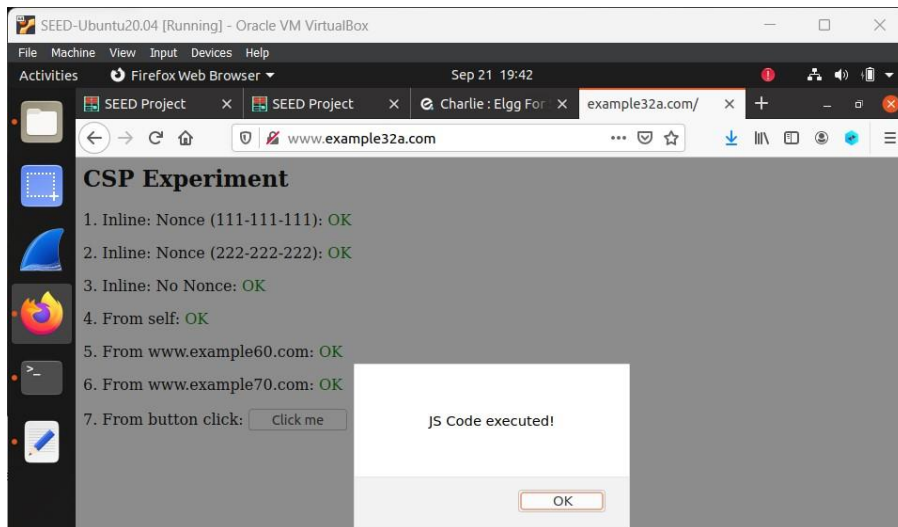 SEED-Ubuntu20.04 [Running] - Oracle VM VirtualBox
File Machine View Input Devices Help
Activities Firefox Web Browser Sep 21 19:42
SEED Project SEED Project Charlie : Elgg For example32a.com/
www.example32a.com
CSP Experiment
1. Inline: Nonce (111-111-111): OK
2. Inline: Nonce (222-222-222): OK
3. Inline: No Nonce: OK
4. From self: OK
5. From www.example60.com: OK
6. From www.example70.com: OK
7. From button click: Click me
JS Code executed!
OK